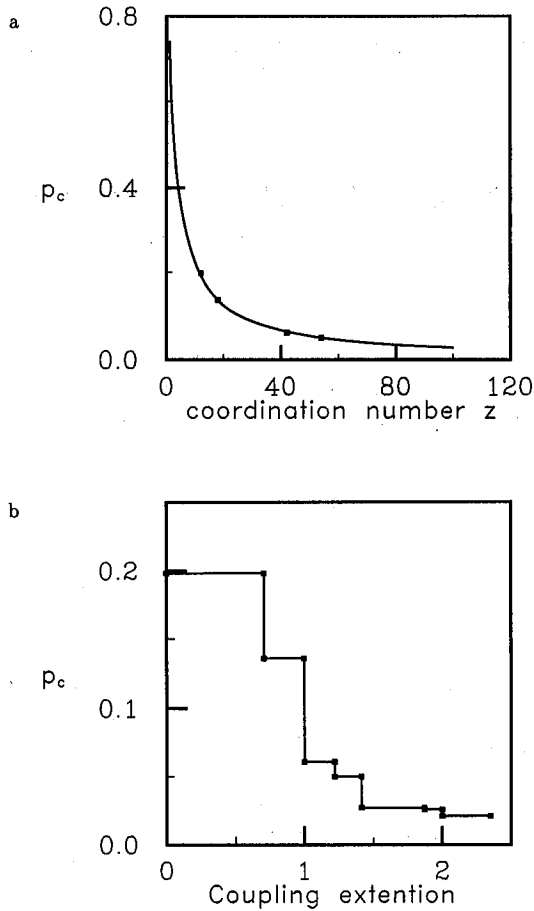 a
0.8
p_c
0.4
0.0
0 40 80 120
coordination number z
b
0.2
p_c
0.1
0.0
0 1 2
Coupling extention